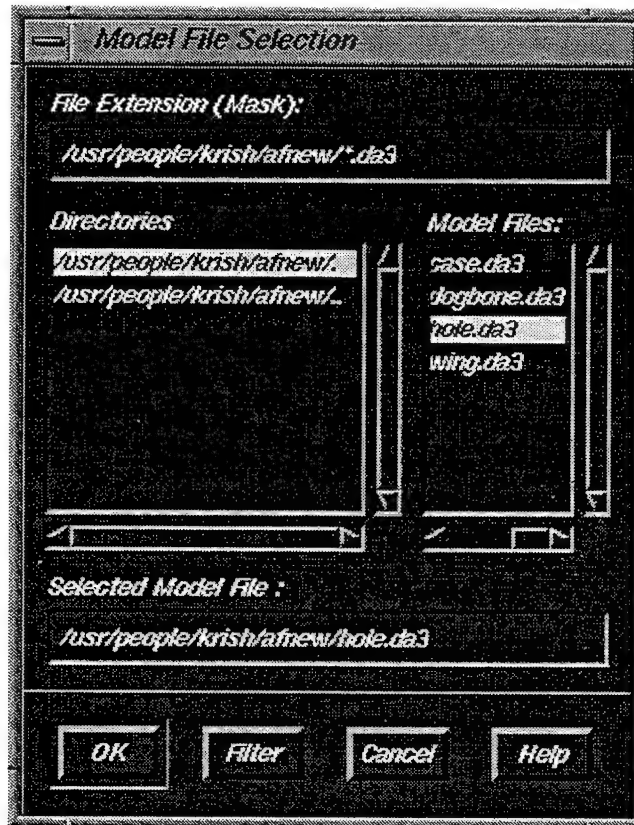 Model File Selection
File Extension (Mask):
/usr/people/krish/afnew/*.da3
Directories
/usr/people/krish/afnew/.
/usr/people/krish/afnew/..
Model Files:
case.da3
dogbone.da3
hole.da3
wing.da3
Selected Model File :
/usr/people/krish/afnew/hole.da3
OK
Filter
Cancel
Help